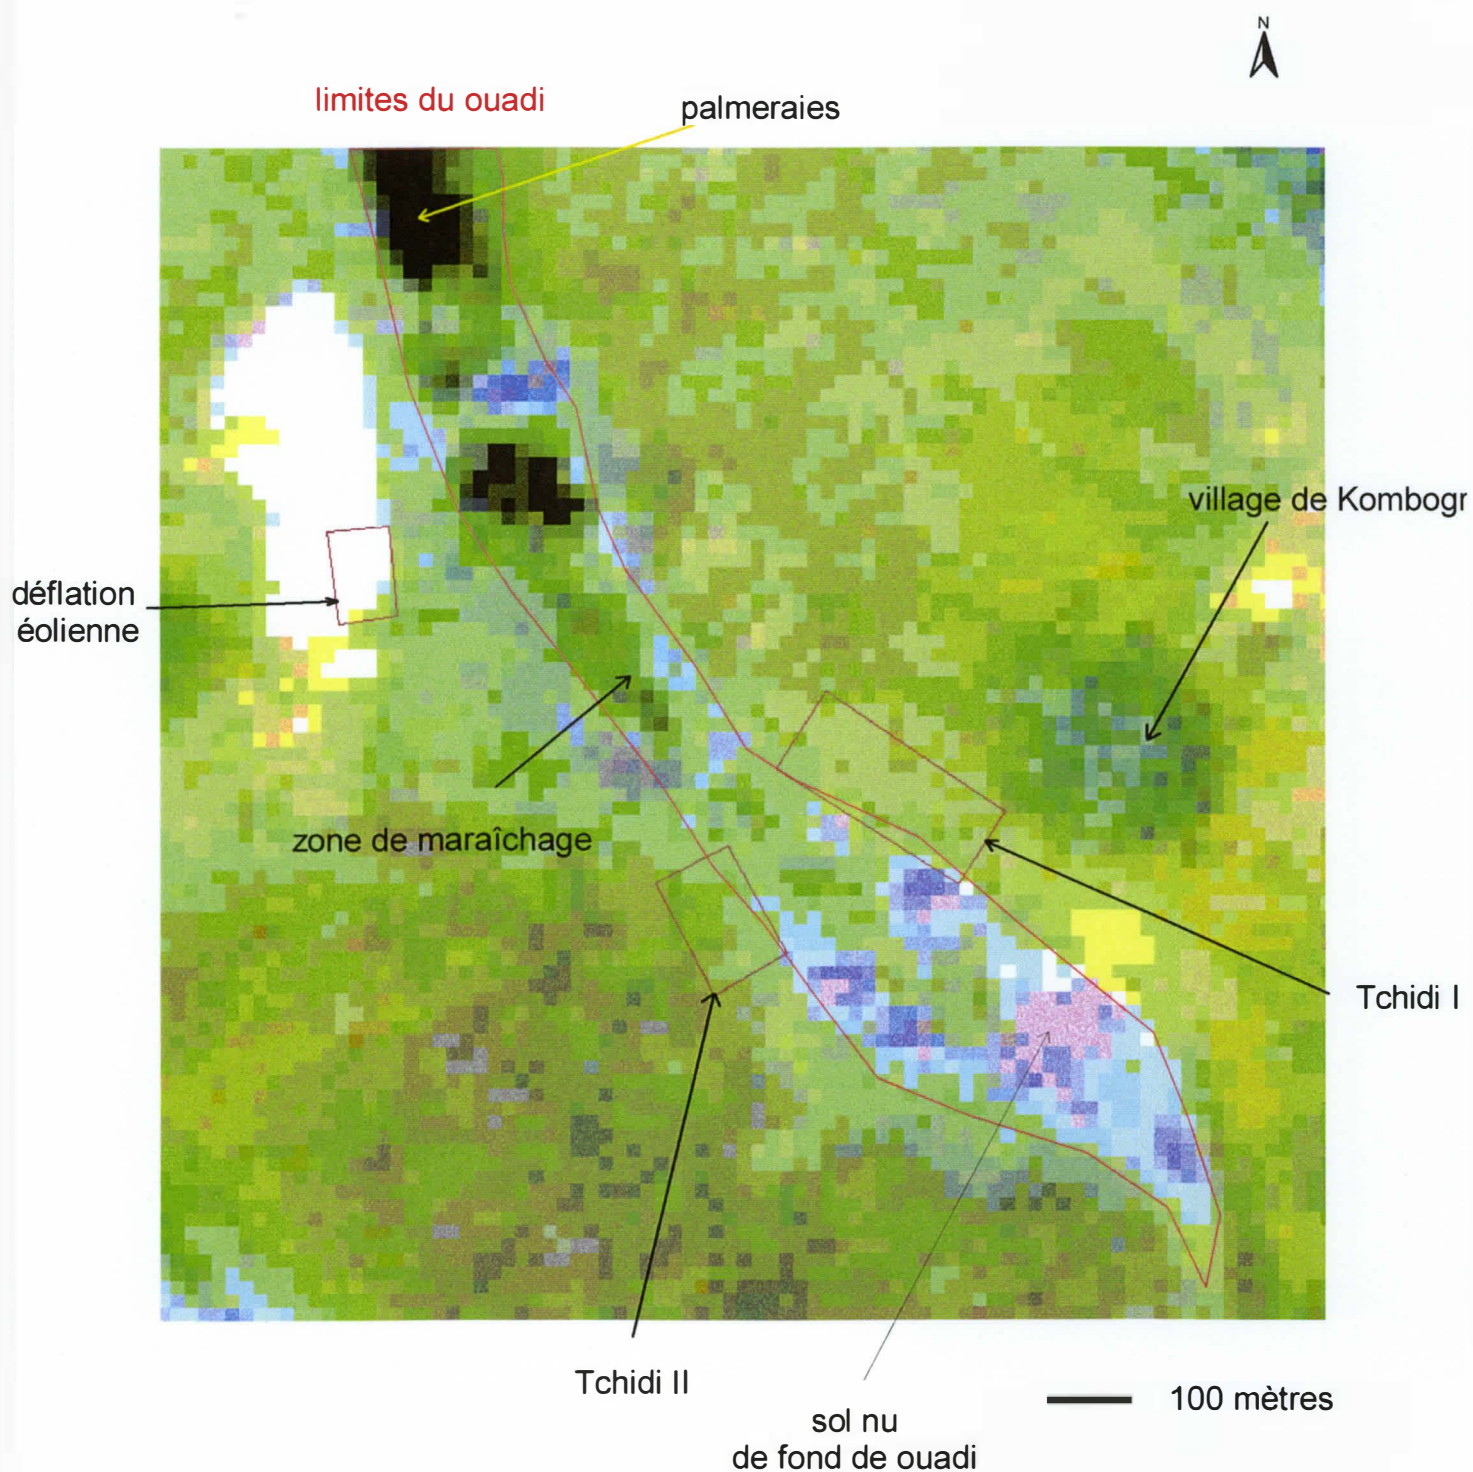 N
limites du ouadi
palmeraies
village de Kombogr
déflation
éolienne
zone de maraîchage
Tchidi I
Tchidi II
100 mètres
sol nu
de fond de ouadi